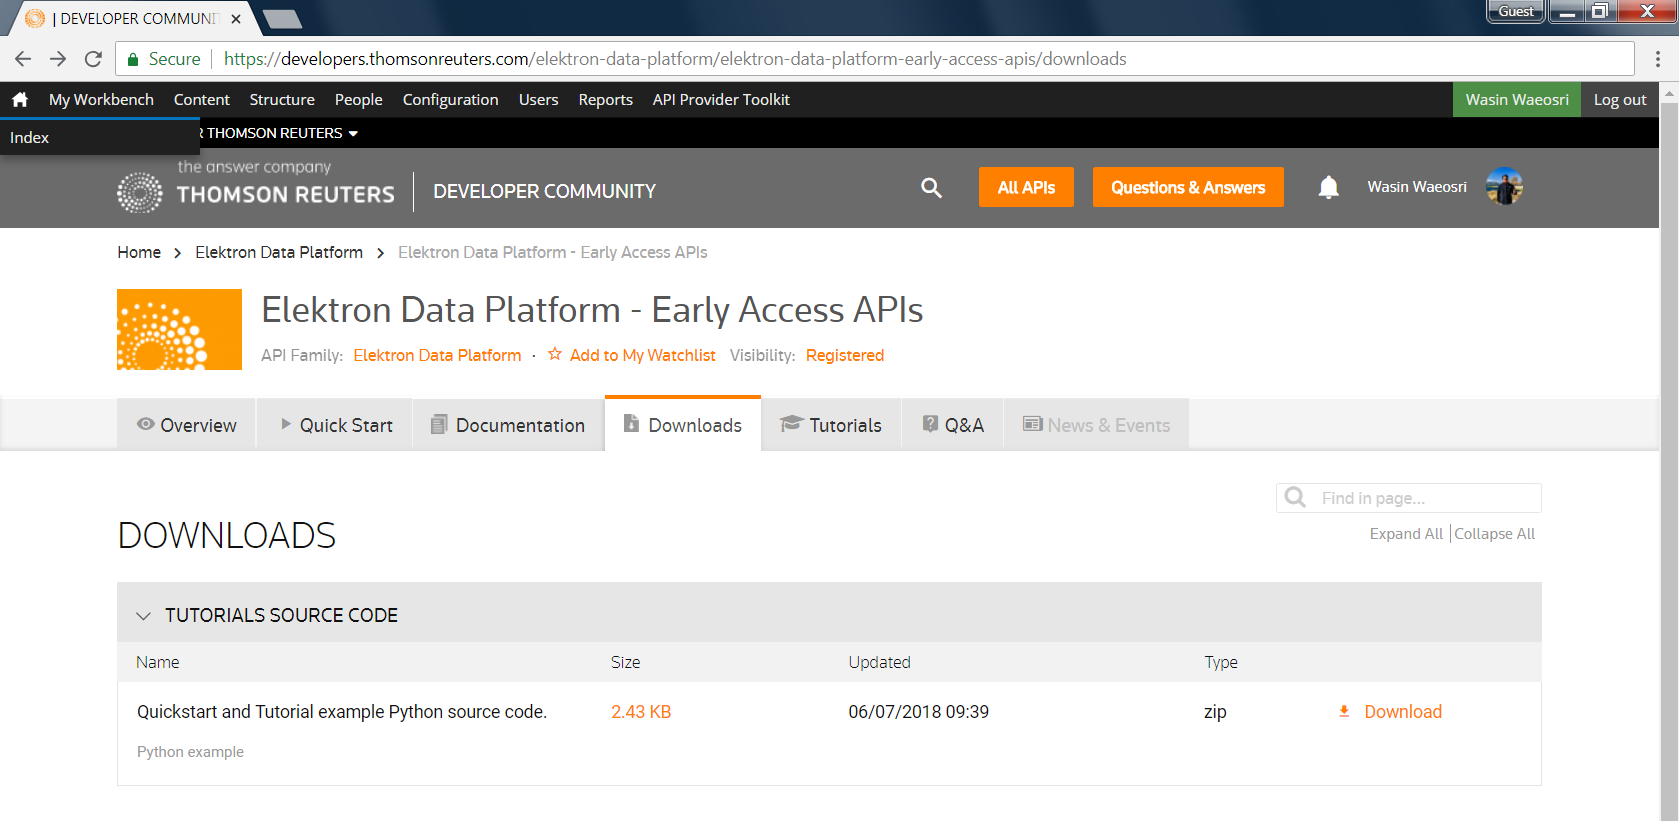 | DEVELOPER COMMUNI
Guest
Secure https://developers.thomsonreuters.com/elektron-data-platform/elektron-data-platform-early-access-apis/downloads
My Workbench Content Structure People Configuration Users Reports API Provider Toolkit Wasin Waeosri Log out
Index
R THOMSON REUTERS
the answer company
THOMSON REUTERS DEVELOPER COMMUNITY All APIs Questions & Answers Wasin Waeosri
Home > Elektron Data Platform > Elektron Data Platform - Early Access APIs
Elektron Data Platform - Early Access APIs
API Family: Elektron Data Platform · Add to My Watchlist Visibility: Registered
Overview Quick Start Documentation Downloads Tutorials Q&A News & Events
Find in page...
DOWNLOADS
Expand All | Collapse All
TUTORIALS SOURCE CODE
Name Size Updated Type
Quickstart and Tutorial example Python source code. 2.43 KB 06/07/2018 09:39 zip Download
Python example